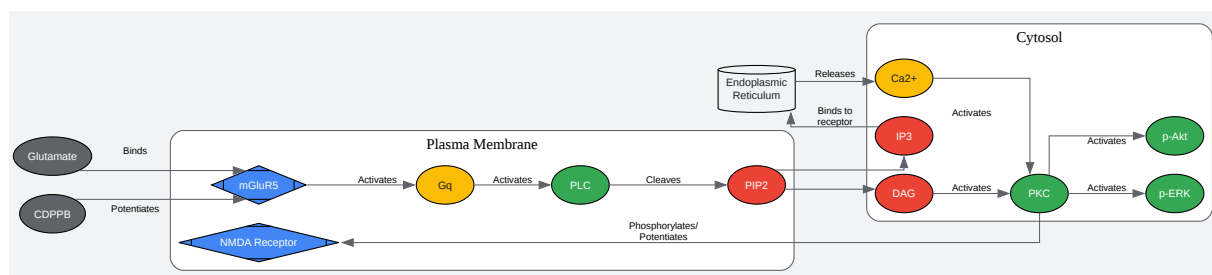 Cytosol
Releases
Ca2+
Endoplasmic
Reticulum
Binds to
receptor
Activates
IP3
p-Akt
Activates
Plasma Membrane
Glutamate
Binds
mGluR5
Activates
Gq
Activates
PLC
Cleaves
PIP2
DAG
Activates
PKC
Activates
p-ERK
CDPPB
Potentiates
NMDA Receptor
Phosphorylates/
Potentiates